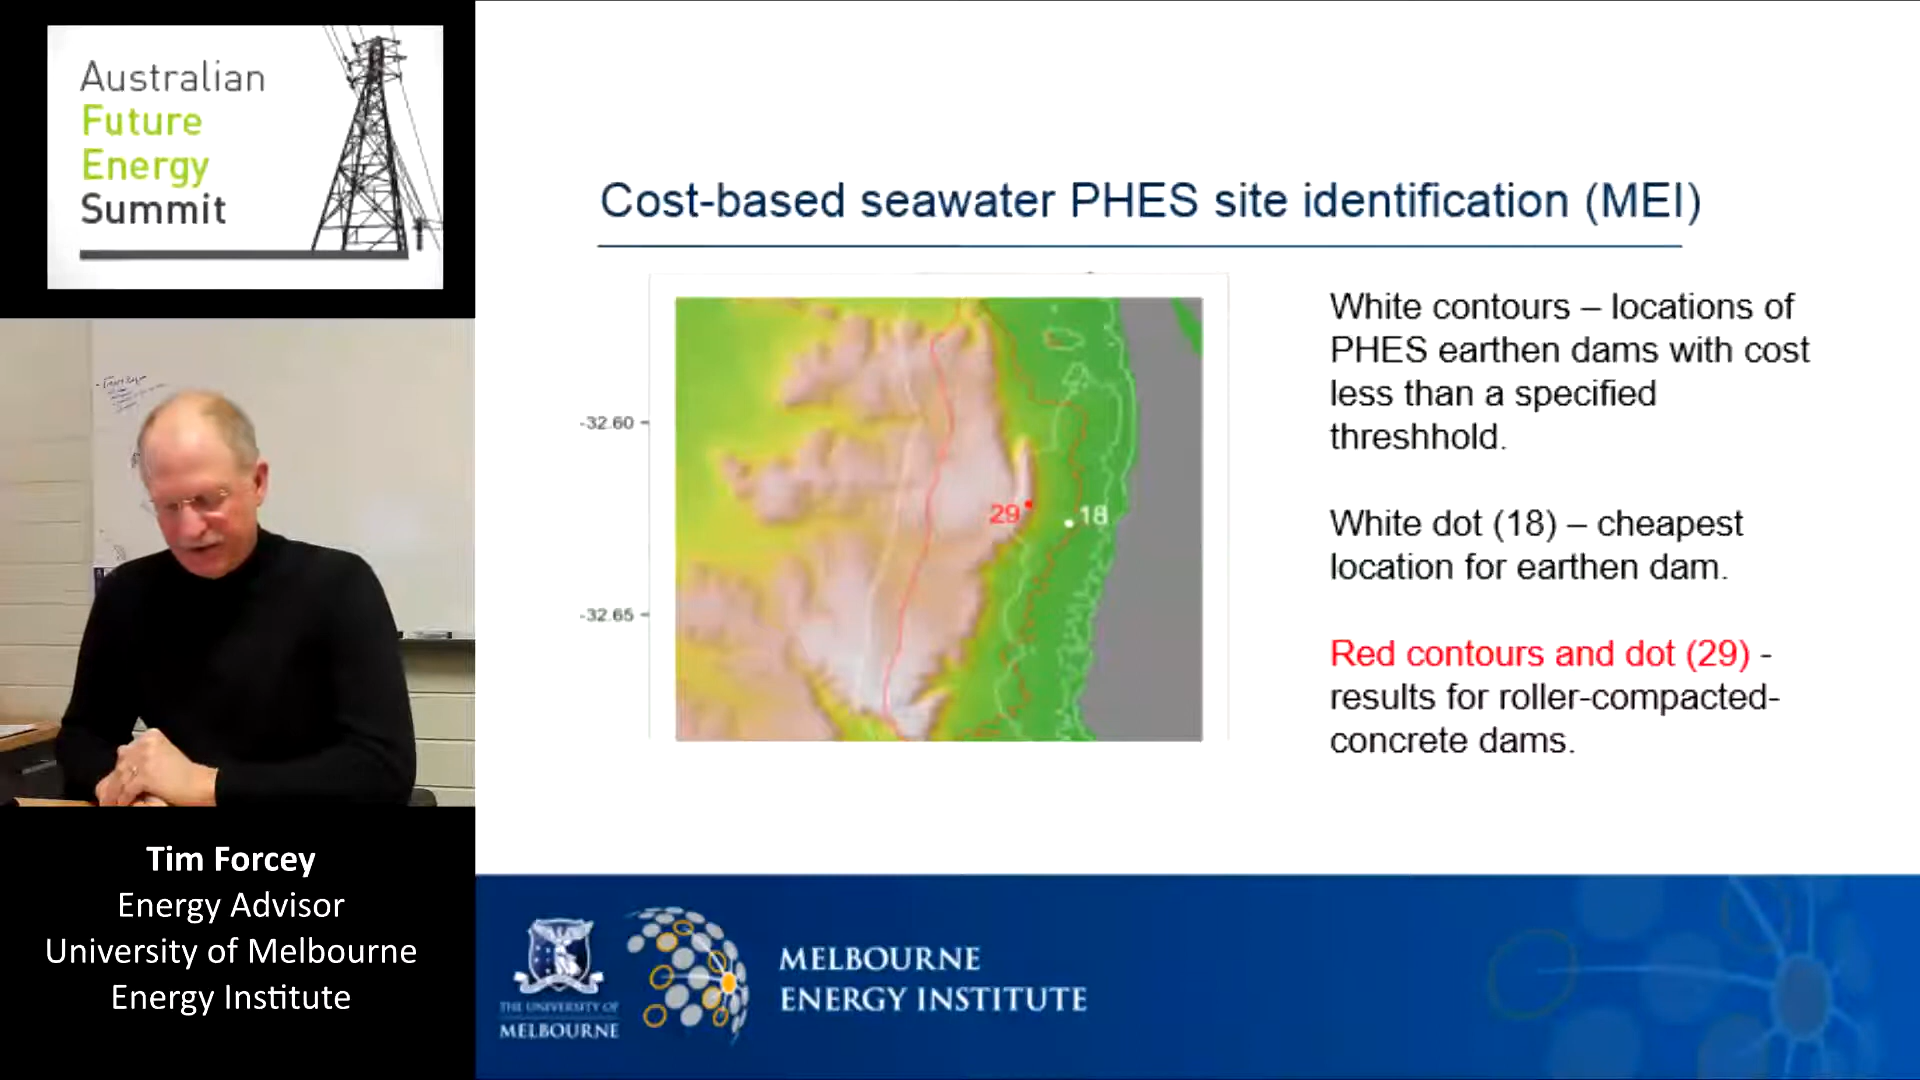 Australian
Future
Energy
Summit
Tim Forcey
Energy Advisor
University of Melbourne
Energy Institute
Cost-based seawater PHES site identification (MEI)
-32.60
-32.65
29
18
White contours – locations of
PHES earthen dams with cost
less than a specified
threshhold.
White dot (18) – cheapest
location for earthen dam.
Red contours and dot (29) -
results for roller-compacted-
concrete dams.
THE UNIVERSITY OF
MELBOURNE
MELBOURNE
ENERGY INSTITUTE